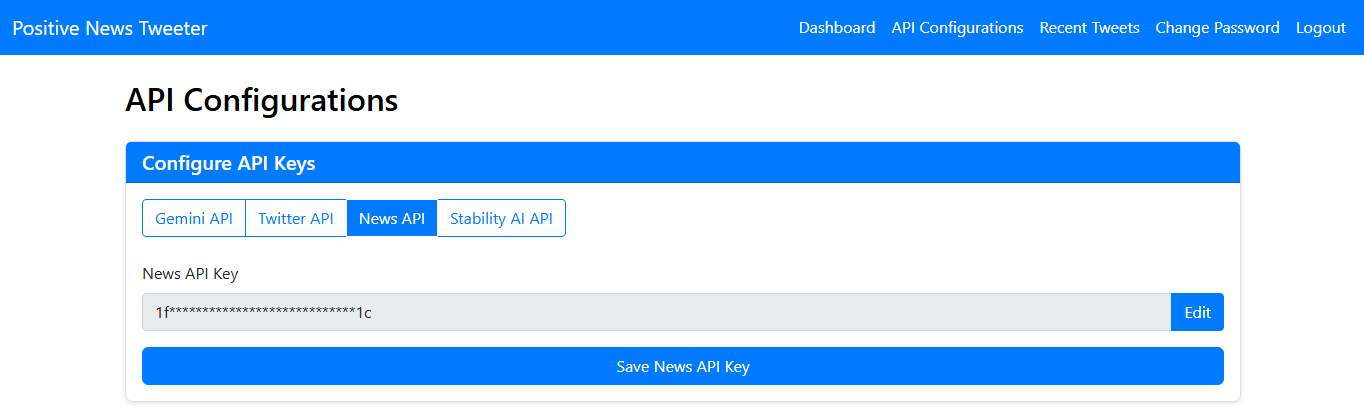 Positive News Tweeter Dashboard API Configurations Recent Tweets Change Password Logout
API Configurations
Configure API Keys
Gemini API Twitter API News API Stability AI API
News API Key
1f****************************1c Edit
Save News API Key